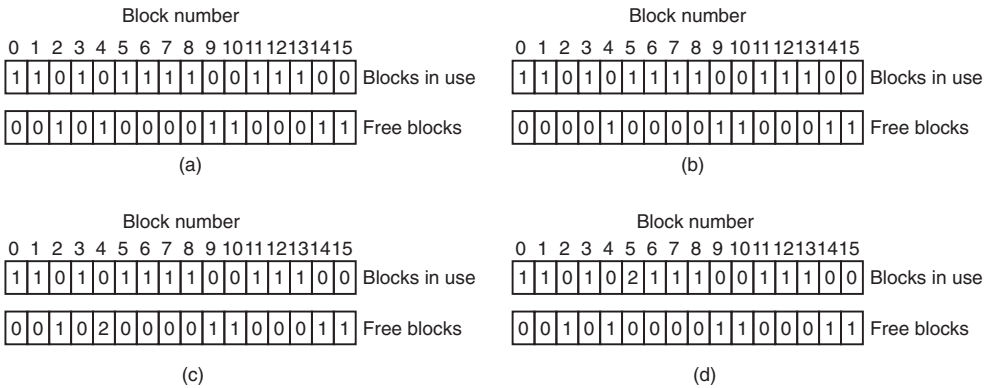 Block number
0 1 2 3 4 5 6 7 8 9 10 11 12 13 14 15
1 1 0 1 0 1 1 1 1 0 0 1 1 1 0 0 Blocks in use
0 0 1 0 1 0 0 0 0 1 1 0 0 0 1 1 Free blocks
(a)
Block number
0 1 2 3 4 5 6 7 8 9 10 11 12 13 14 15
1 1 0 1 0 1 1 1 1 0 0 1 1 1 0 0 Blocks in use
0 0 0 0 1 0 0 0 0 1 1 0 0 0 1 1 Free blocks
(b)
Block number
0 1 2 3 4 5 6 7 8 9 10 11 12 13 14 15
1 1 0 1 0 1 1 1 1 0 0 1 1 1 0 0 Blocks in use
0 0 1 0 2 0 0 0 0 1 1 0 0 0 1 1 Free blocks
(c)
Block number
0 1 2 3 4 5 6 7 8 9 10 11 12 13 14 15
1 1 0 1 0 2 1 1 1 0 0 1 1 1 0 0 Blocks in use
0 0 1 0 1 0 0 0 0 1 1 0 0 0 1 1 Free blocks
(d)